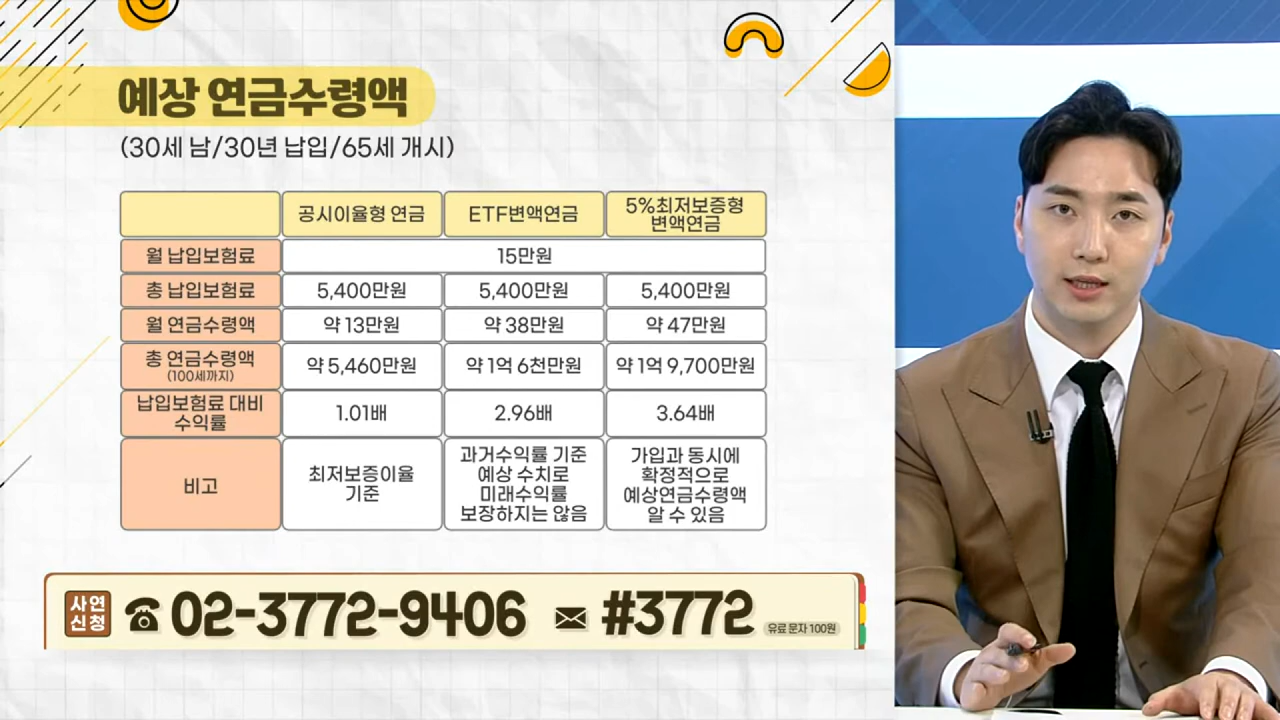 예상 연금수령액
(30세 남/30년 납입/65세 개시)
공시이율형 연금
ETF변액연금
5%최저보증형
변액연금
월 납입보험료
15만원
총 납입보험료
5,400만원
5,400만원
5,400만원
월 연금수령액
약 13만원
약 38만원
약 47만원
총 연금수령액
(100세까지)
약 5,460만원
약 1억 6천만원
약 1억 9,700만원
납입보험료 대비
수익률
1.01배
2.96배
3.64배
비고
최저보증이율
기준
과거수익률 기준
예상 수치로
미래수익률
보장하지는 않음
가입과 동시에
확정적으로
예상연금수령액
알 수 있음
사연
신청
02-3772-9406
#3772
유료 문자 100원